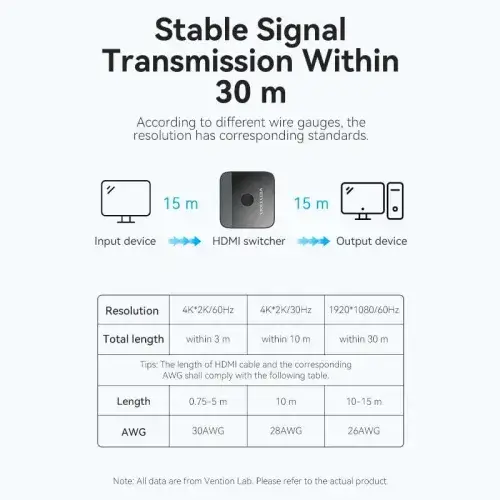 Stable Signal
Transmission Within
30 m
According to different wire gauges, the
resolution has corresponding standards.
15 m
15 m
VENTION
Input device
HDMI switcher
Output device
Resolution 4K*2K/60Hz 4K*2K/30Hz 1920*1080/60Hz
Total length within 3 m within 10 m within 30 m
Tips: The length of HDMI cable and the corresponding
AWG shall comply with the following table.
Length 0.75-5 m 10 m 10-15 m
AWG 30AWG 28AWG 26AWG
Note: All data are from Vention Lab. Please refer to the actual product